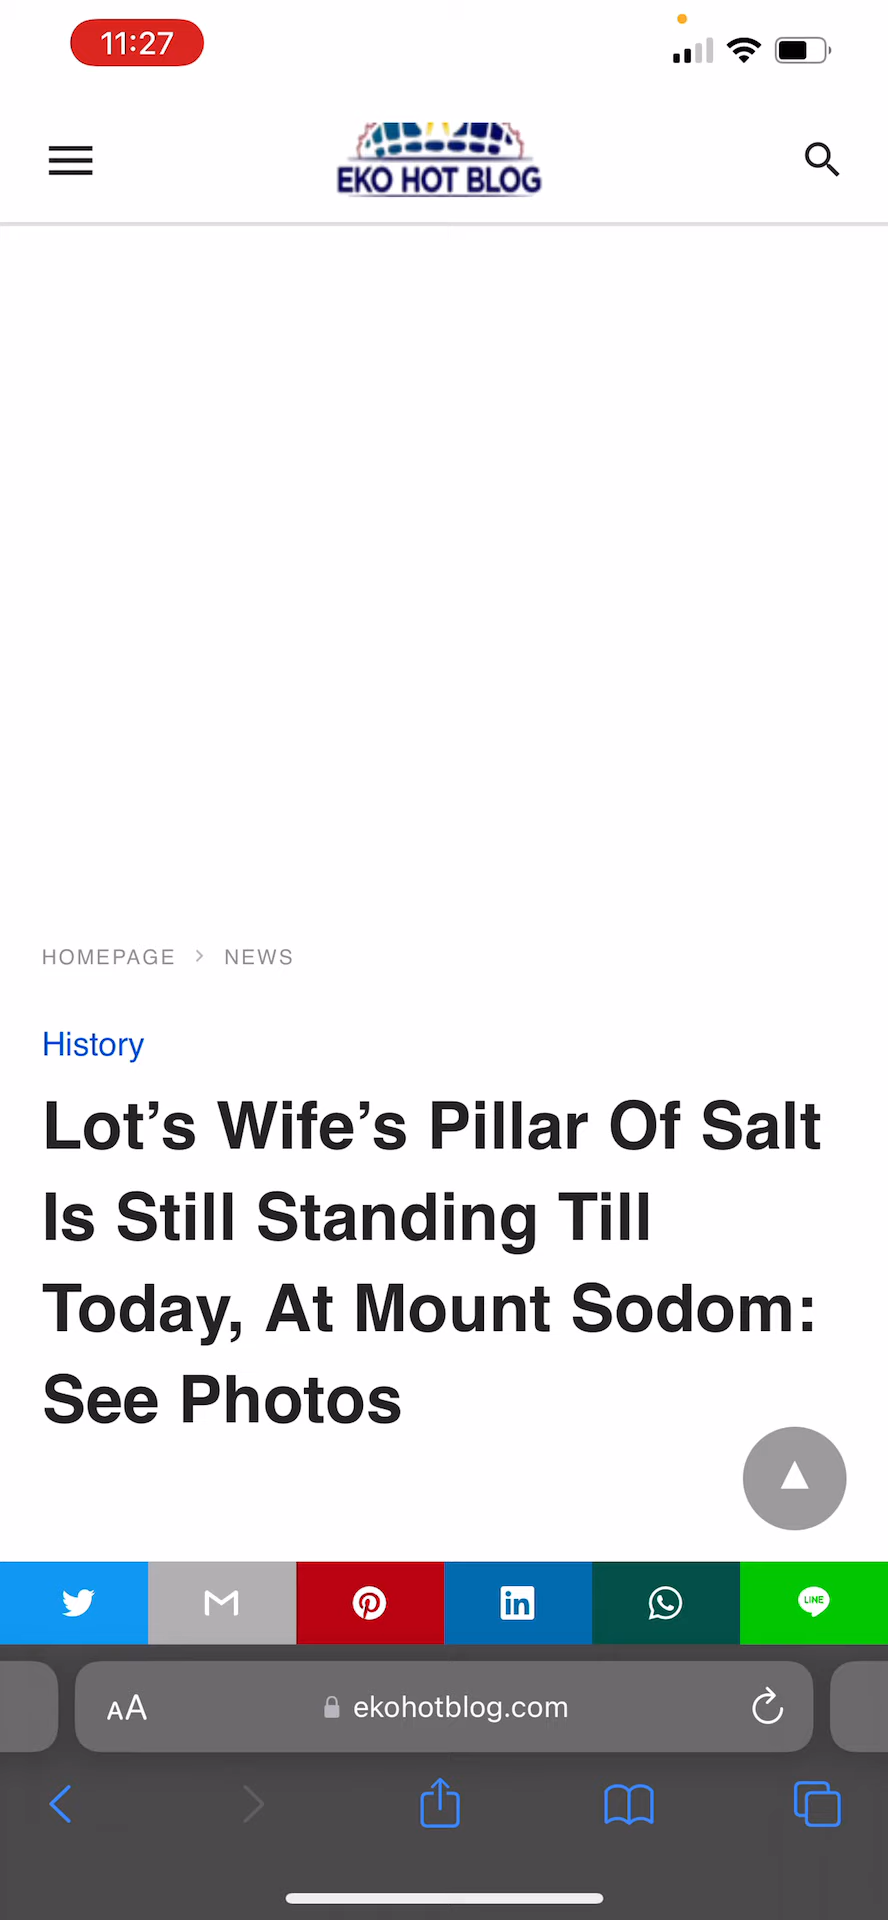 11:27
EKO HOT BLOG
HOMEPAGE > NEWS
History
Lot’s Wife’s Pillar Of Salt
Is Still Standing Till
Today, At Mount Sodom:
See Photos
LINE
AA ekohotblog.com